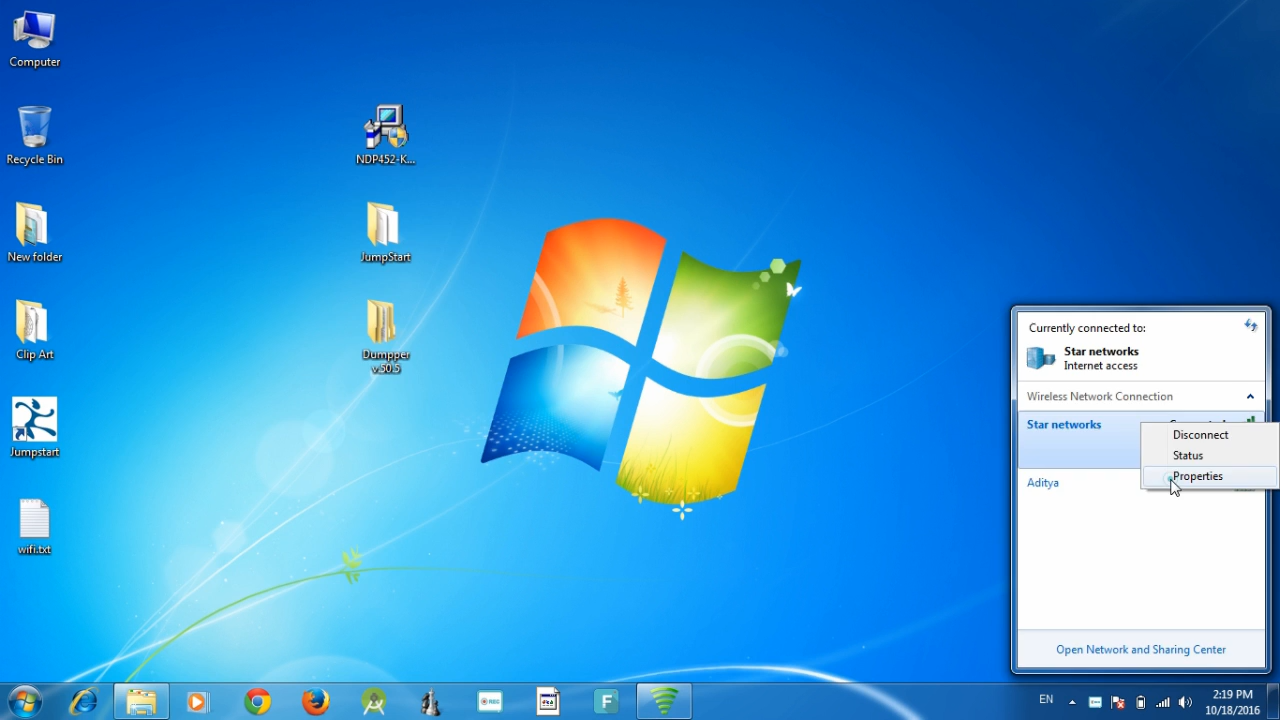 Computer
Recycle Bin
New folder
Clip Art
Jumpstart
wifi.txt
NDP452-K...
JumpStart
Dumpper
v.50.5
Currently connected to:
Star networks
Internet access
Wireless Network Connection
Star networks
Disconnect
Status
Properties
Aditya
Open Network and Sharing Center
EN
2:19 PM
10/18/2016